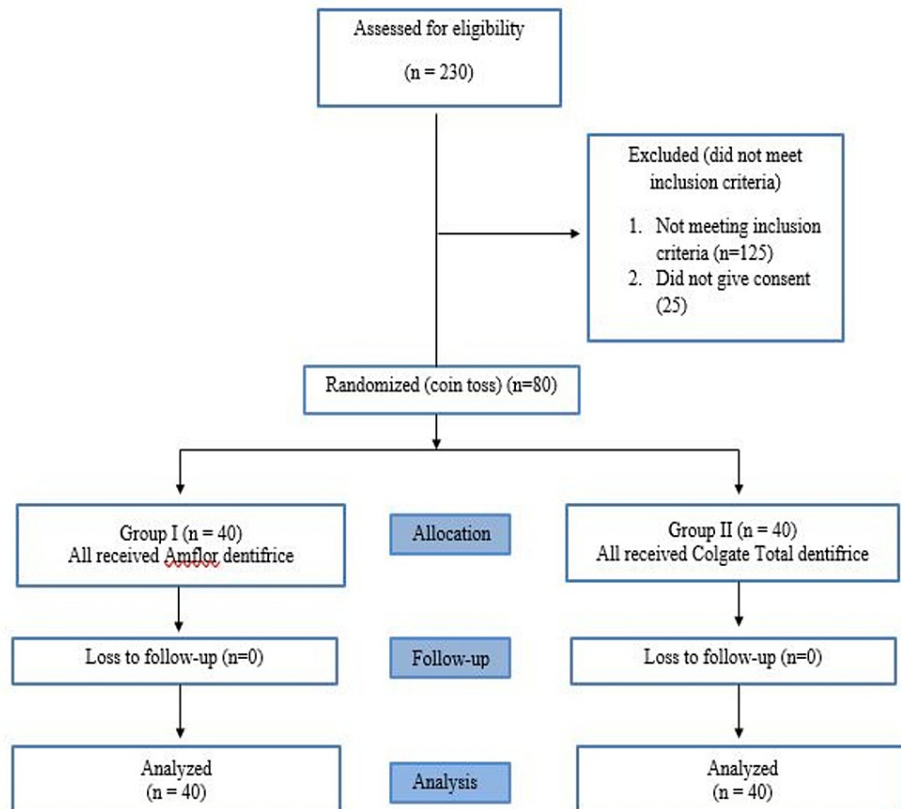 Assessed for eligibility
(n = 230)
Excluded (did not meet
inclusion criteria)
1. Not meeting inclusion
criteria (n=125)
2. Did not give consent
(25)
Randomized (coin toss) (n=80)
Group I (n = 40)
All received Amflor dentifrice
Allocation
Group II (n = 40)
All received Colgate Total dentifrice
Loss to follow-up (n=0)
Follow-up
Loss to follow-up (n=0)
Analyzed
(n = 40)
Analysis
Analyzed
(n = 40)